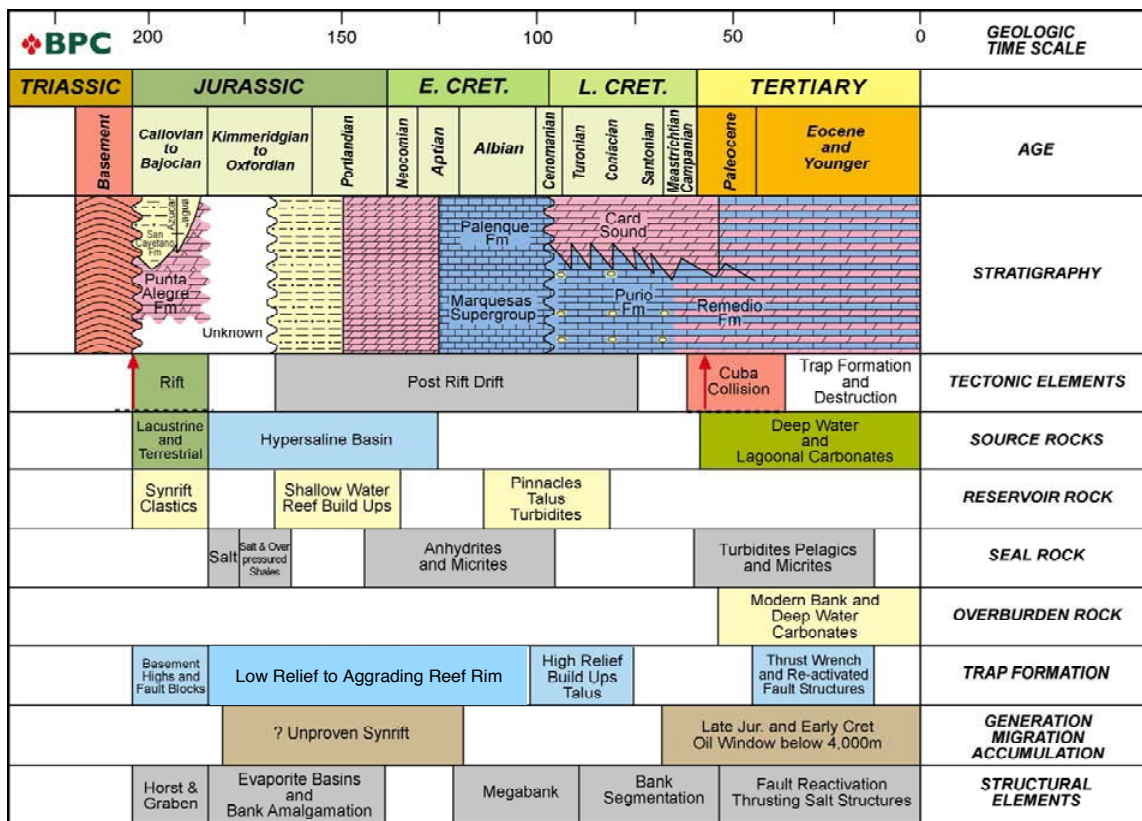 BPC
200
150
100
50
0
GEOLOGIC
TIME SCALE
TRIASSIC
JURASSIC
E. CRET.
L. CRET.
TERTIARY
Basement
Callovian
to
Bajocian
Kimmeridgian
to
Oxfordian
Portlandian
Neocomian
Aptian
Albian
Cenomanian
Turonian
Coniacian
Santonian
Maastrichtian
Campanian
Paleocene
Eocene
and
Younger
AGE
San
Cayetano
Fm
Azucar
Jagua
Punta
Alegre
Fm
Unknown
Palenque
Fm
Marquesas
Supergroup
Card
Sound
Purio
Fm
Remedio
Fm
STRATIGRAPHY
Rift
Post Rift Drift
Cuba
Collision
Trap Formation
and
Destruction
TECTONIC ELEMENTS
Lacustrine
and
Terrestrial
Hypersaline Basin
Deep Water
and
Lagoonal Carbonates
SOURCE ROCKS
Synrift
Clastics
Shallow Water
Reef Build Ups
Pinnacles
Talus
Turbidites
RESERVOIR ROCK
Salt
Salt & Over
pressured
Shales
Anhydrites
and Micrites
Turbidites Pelagics
and Micrites
SEAL ROCK
Modern Bank and
Deep Water
Carbonates
OVERBURDEN ROCK
Basement
Highs and
Fault Blocks
Low Relief to Aggrading Reef Rim
High Relief
Build Ups
Talus
Thrust Wrench
and Re-activated
Fault Structures
TRAP FORMATION
? Unproven Synrift
Late Jur. and Early Cret
Oil Window below 4,000m
GENERATION
MIGRATION
ACCUMULATION
Horst &
Graben
Evaporite Basins
and
Bank Amalgamation
Megabank
Bank
Segmentation
Fault Reactivation
Thrusting Salt Structures
STRUCTURAL
ELEMENTS